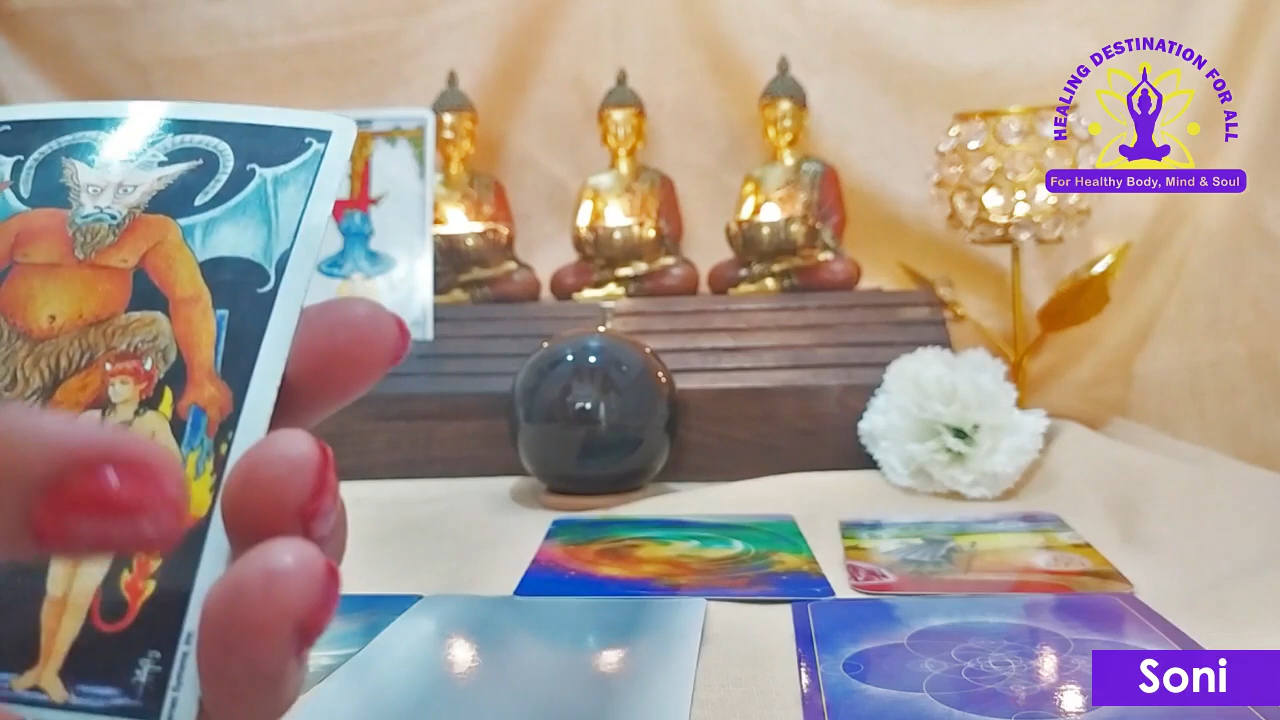 HEALING DESTINATION FOR ALL
For Healthy Body, Mind & Soul
Soni